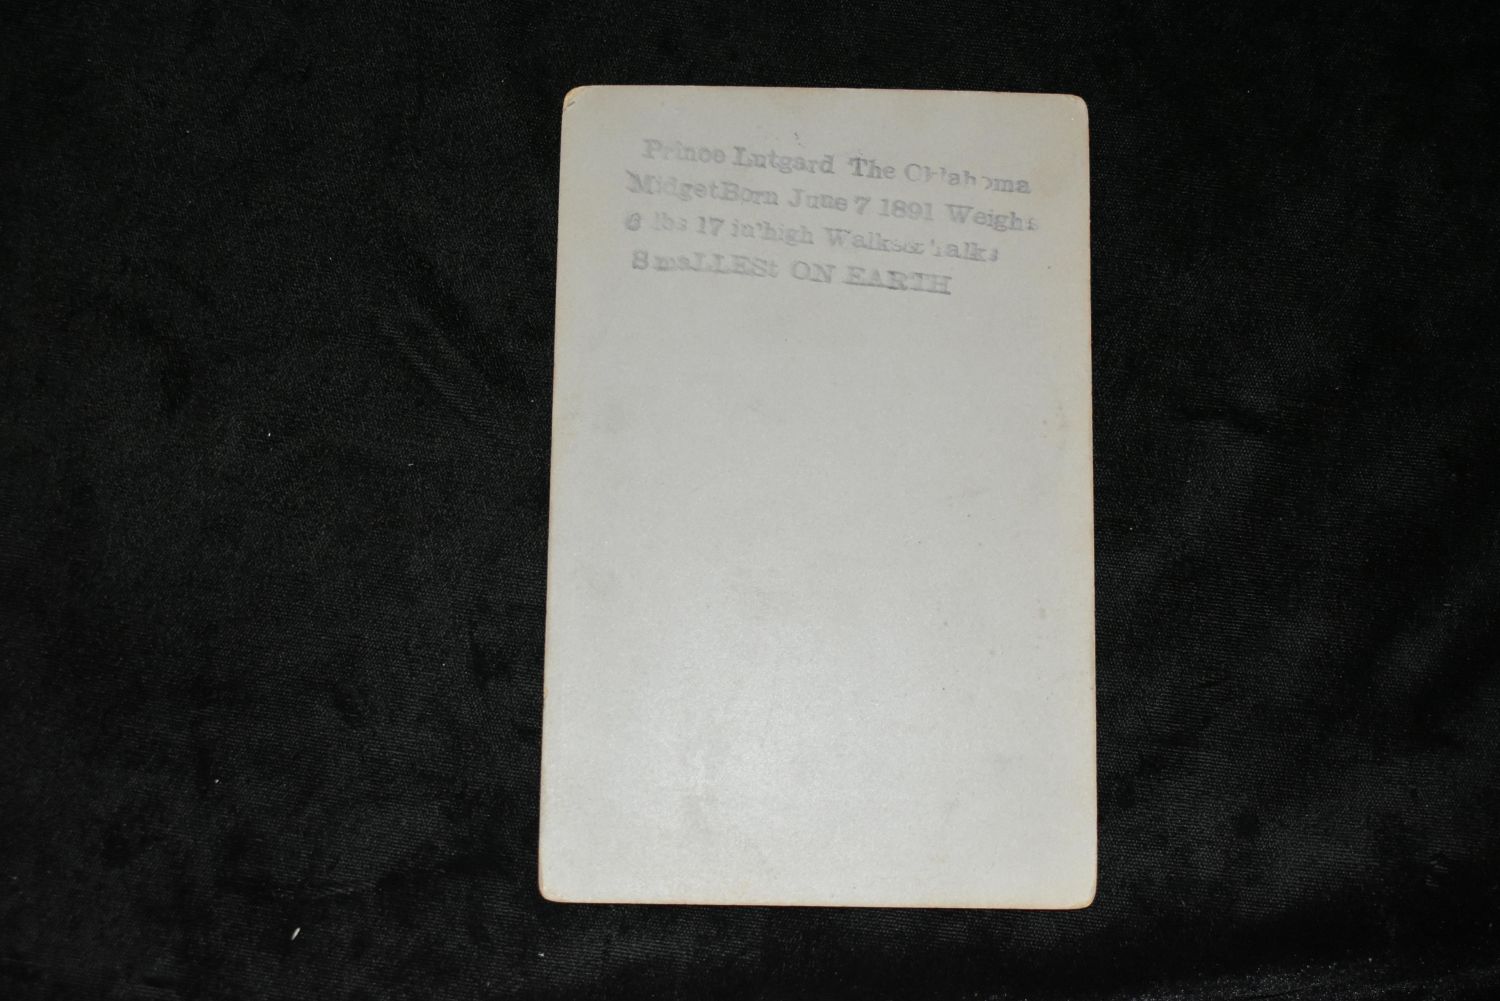 Prince Lutgard The Oklahoma
MidgetBorn June 7 1891 Weighs
6 lbs 17 in'high Walks& Talks
SmaLLESt ON EARTH